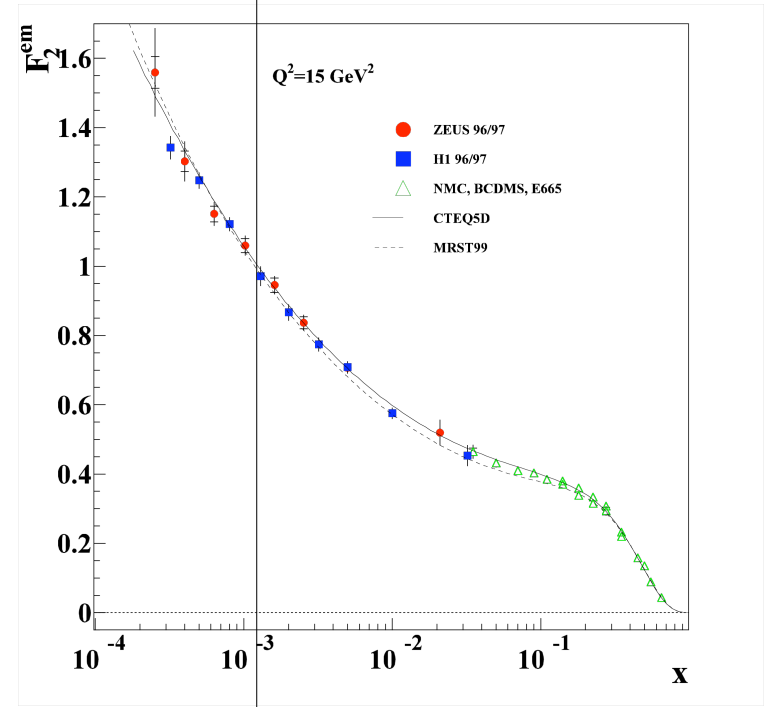 F₂ᵉᵐ
1.6
Q²=15 GeV²
1.4
ZEUS 96/97
H1 96/97
NMC, BCDMS, E665
1.2
CTEQ5D
MRST99
1
0.8
0.6
0.4
0.2
0
10⁻⁴ 10⁻³ 10⁻² 10⁻¹
x